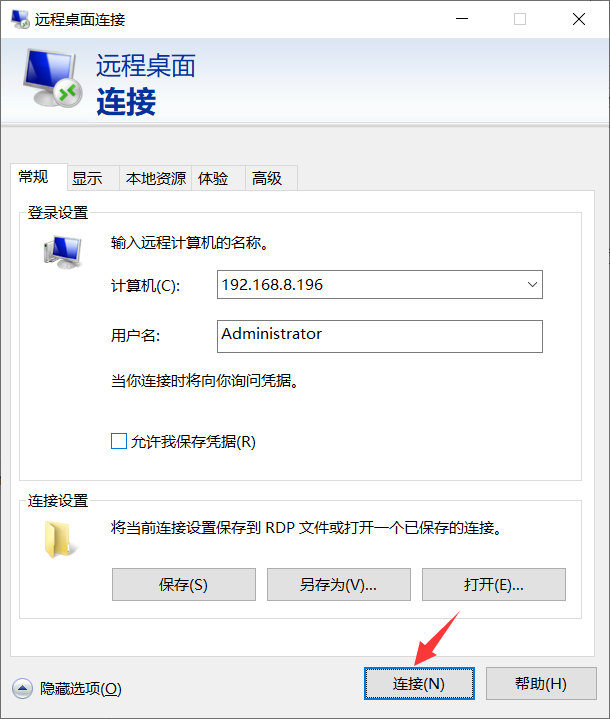 远程桌面连接
远程桌面
连接
常规 显示 本地资源 体验 高级
登录设置
输入远程计算机的名称。
计算机(C): 192.168.8.196
用户名: Administrator
当你连接时将向你询问凭据。
允许我保存凭据(R)
连接设置
将当前连接设置保存到 RDP 文件或打开一个已保存的连接。
保存(S) 另存为(V)... 打开(E)...
隐藏选项(O) 连接(N) 帮助(H)